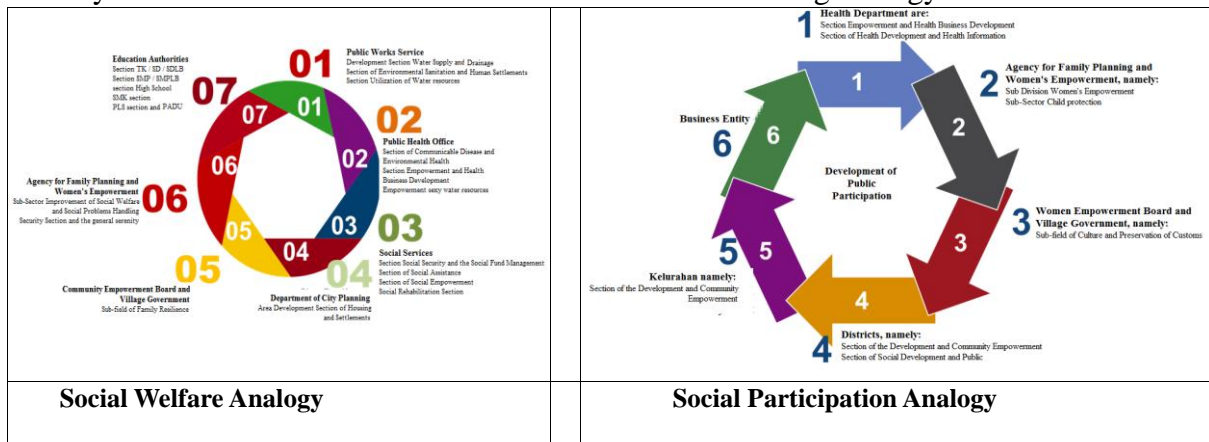 01
Public Works Service
Development Section Water Supply and Drainage
Section of Environmental Sanitation and Human Settlements
Section Utilization of Water resources
02
Public Health Office
Section of Communicable Disease and
Environmental Health
Section Empowerment and Health
Business Development
Empowerment sexy water resources
03
Social Services
Section Social Security and the Social Fund Management
Section of Social Assistance
Section of Social Empowerment
Social Rehabilitation Section
04
Department of City Planning
Area Development Section of Housing
and Settlements
05
Community Empowerment Board and
Village Government
Sub-field of Family Resilience
06
Agency for Family Planning and
Women's Empowerment
Sub-Sector Improvement of Social Welfare
and Social Problems Handling
Security Section and the general serenity
07
Education Authorities
Section TK / SD / SDLB
Section SMP / SMPLB
section High School
SMK section
PLS section and PADU
01
02
03
04
05
06
07
Social Welfare Analogy
1
Health Department are:
Section Empowerment and Health Business Development
Section of Health Development and Health Information
2
Agency for Family Planning and
Women's Empowerment, namely:
Sub Division Women's Empowerment
Sub-Sector Child protection
3
Women Empowerment Board and
Village Government, namely:
Sub-field of Culture and Preservation of Customs
4
Districts, namely:
Section of the Development and Community Empowerment
Section of Social Development and Public
5
Kelurahan namely:
Section of the Development and Community
Empowerment
6
Business Entity
1
2
3
4
5
6
Development of
Public
Participation
Social Participation Analogy